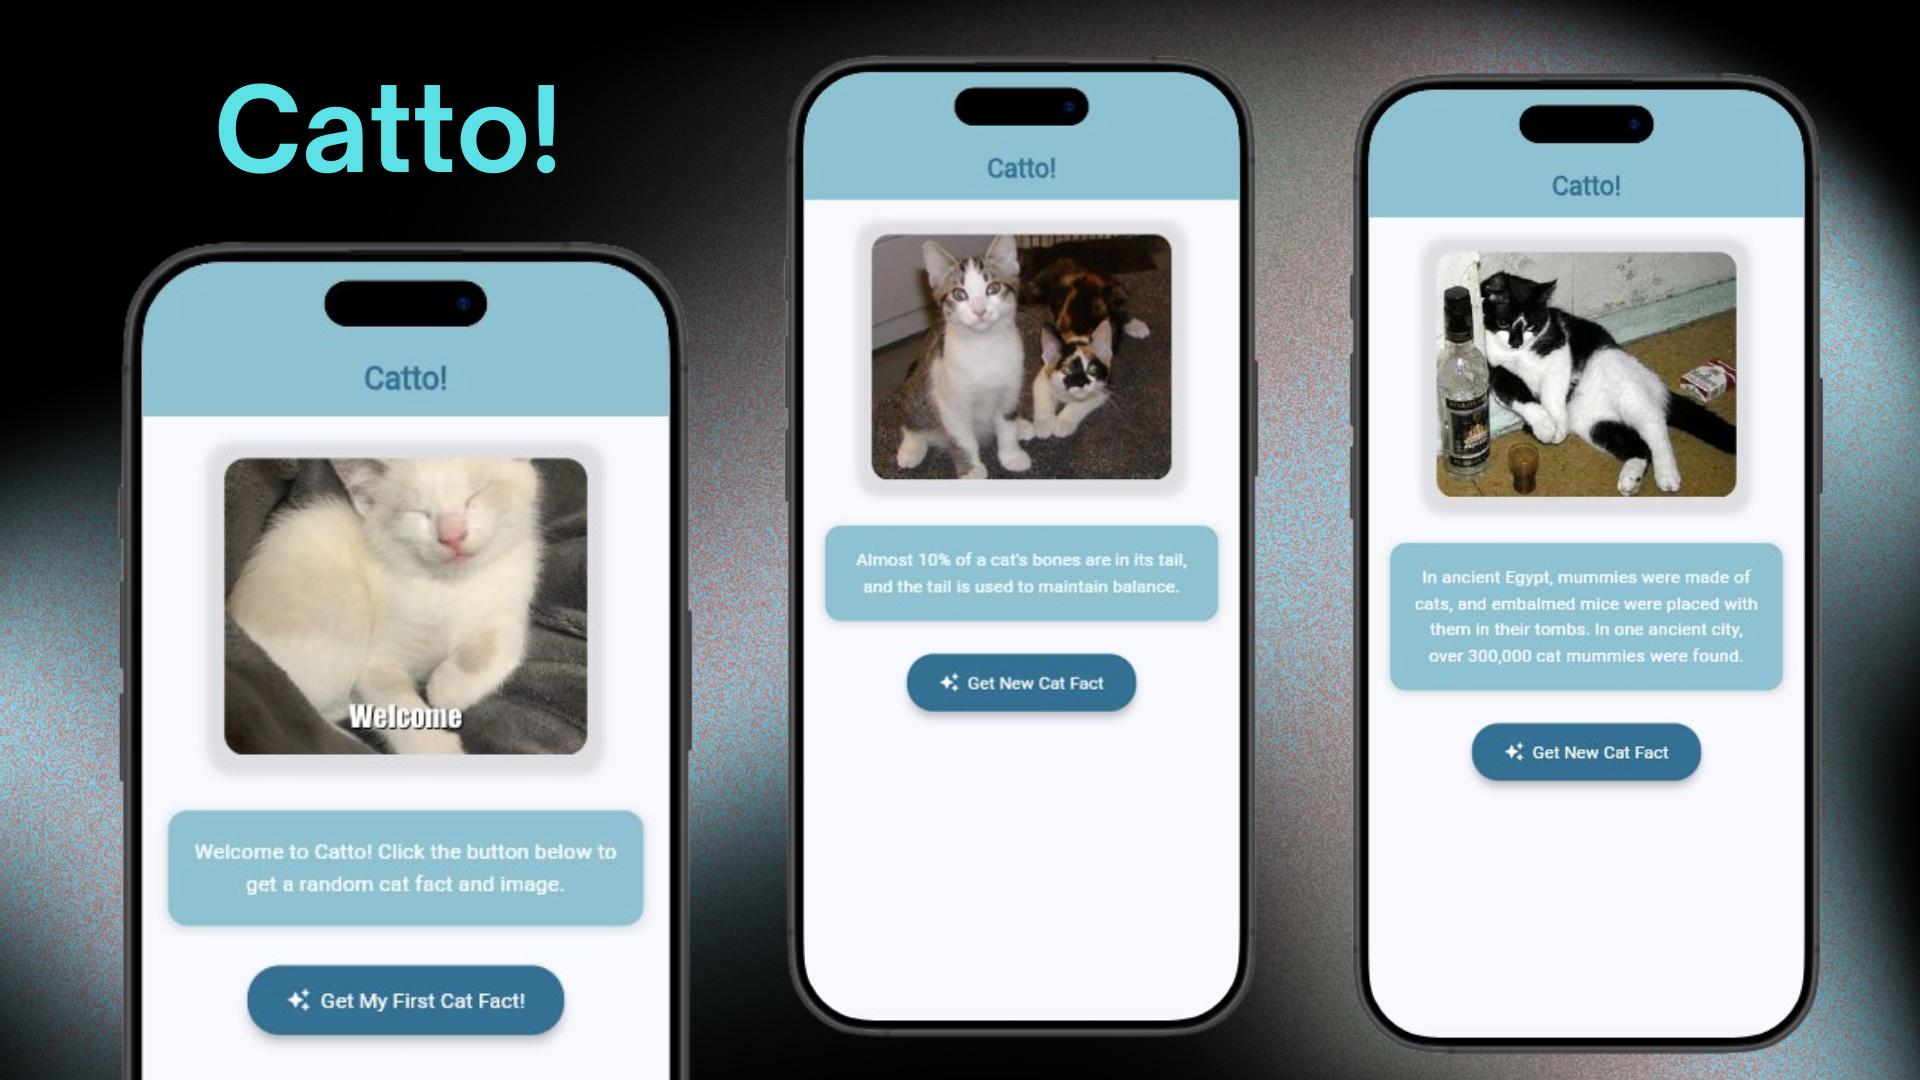 Catto!
Catto!
Welcome
Welcome to Catto! Click the button below to
get a random cat fact and image.
Get My First Cat Fact!
Catto!
Almost 10% of a cat's bones are in its tail,
and the tail is used to maintain balance.
Get New Cat Fact
Catto!
In ancient Egypt, mummies were made of
cats, and embalmed mice were placed with
them in their tombs. In one ancient city,
over 300,000 cat mummies were found.
Get New Cat Fact